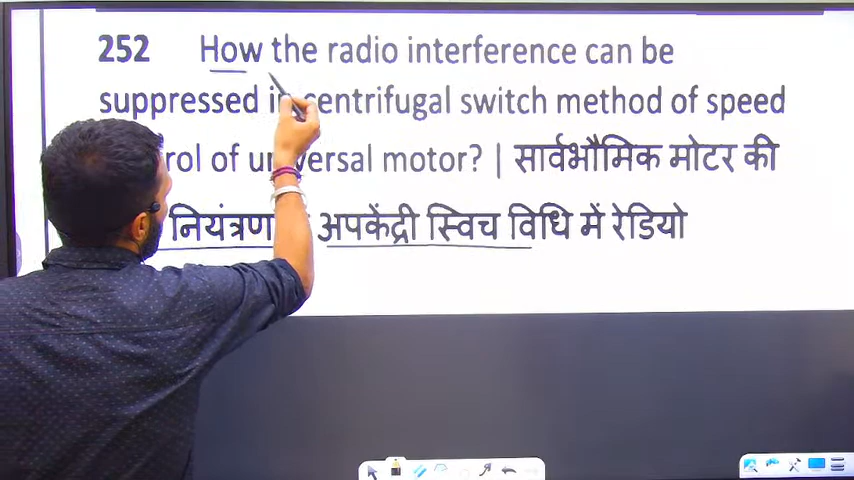 252 How the radio interference can be
suppressed in centrifugal switch method of speed
of universal motor? | सार्वभौमिक मोटर की
नियंत्रण अपकेंद्री स्विच विधि में रेडियो